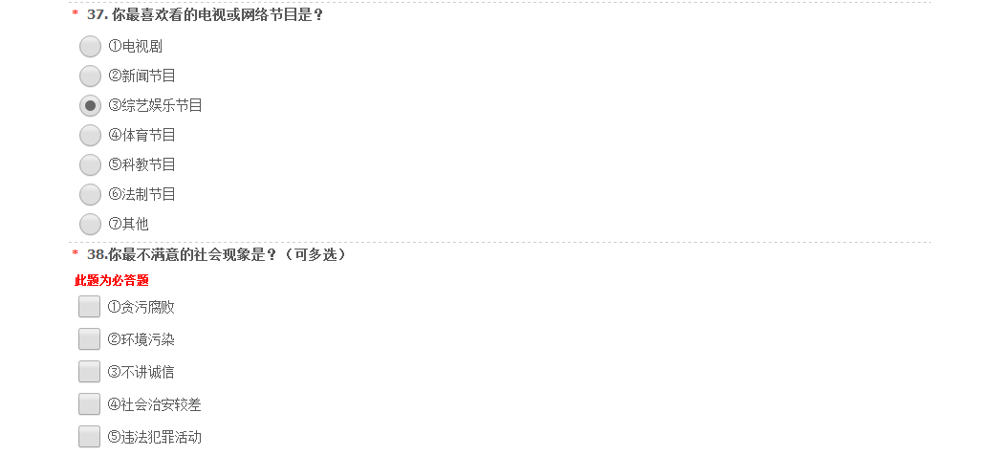 * 37. 你最喜欢看的电视或网络节目是？
①电视剧
②新闻节目
③综艺娱乐节目
④体育节目
⑤科教节目
⑥法制节目
⑦其他
* 38.你最不满意的社会现象是？（可多选）
此题为必答题
①贪污腐败
②环境污染
③不讲诚信
④社会治安较差
⑤违法犯罪活动